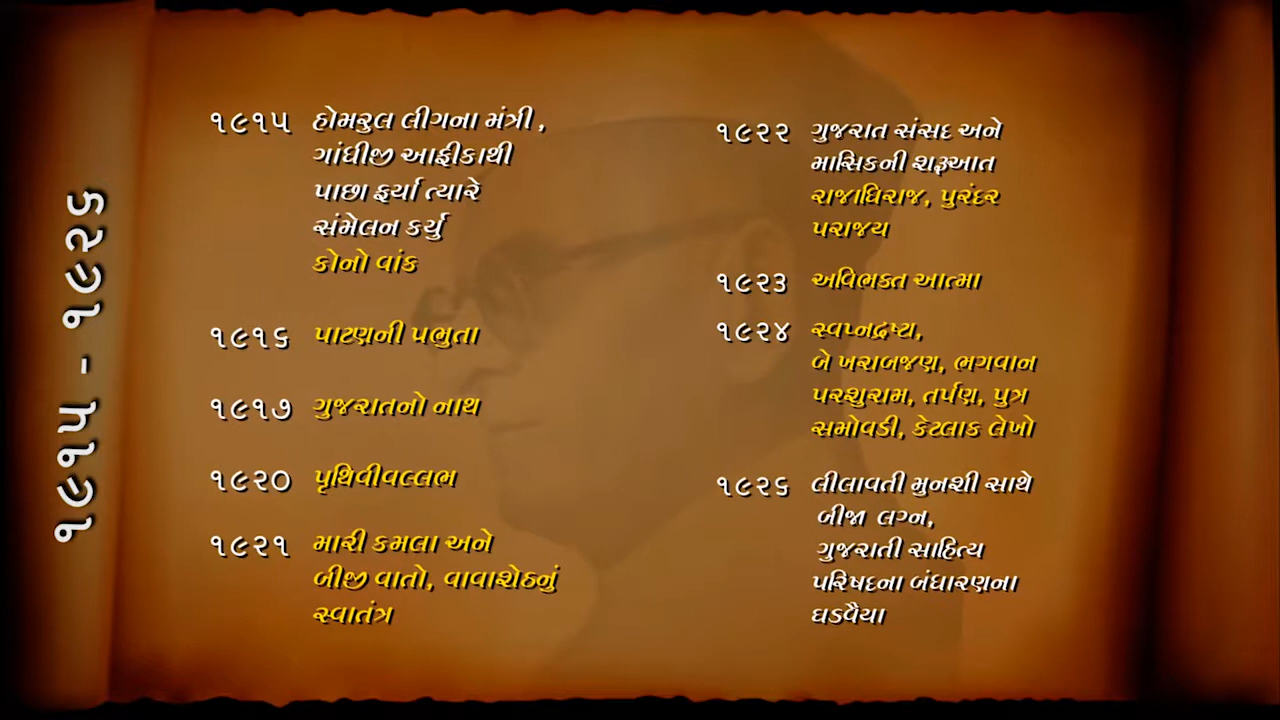 ૧૯૧૫ - ૧૯૨૬
૧૯૧૫ હોમરુલ લીગના મંત્રી,
ગાંધીજી આફ્રીકાથી
પાછા ફર્યા ત્યારે
સંમેલન કર્યુ
કોનો વાંક
૧૯૧૬ પાટણની પ્રભુતા
૧૯૧૭ ગુજરાતનો નાથ
૧૯૨૦ પૃથિવીવલ્લભ
૧૯૨૧ મારી કમલા અને
બીજી વાતો, વાવાશેઠનું
સ્વાતંત્ર
૧૯૨૨ ગુજરાત સંસદ અને
માસિકની શરૂઆત
રાજાધિરાજ, પુરંદર
પરાજય
૧૯૨૩ અવિભક્ત આત્મા
૧૯૨૪ સ્વપ્નદ્રષ્ટા,
બે ખરાબજણ, ભગવાન
પરશુરામ, તર્પણ, પુત્ર
સમોવડી, કેટલાક લેખો
૧૯૨૬ લીલાવતી મુનશી સાથે
બીજા લગ્ન,
ગુજરાતી સાહિત્ય
પરિષદના બંધારણના
ઘડવૈયા